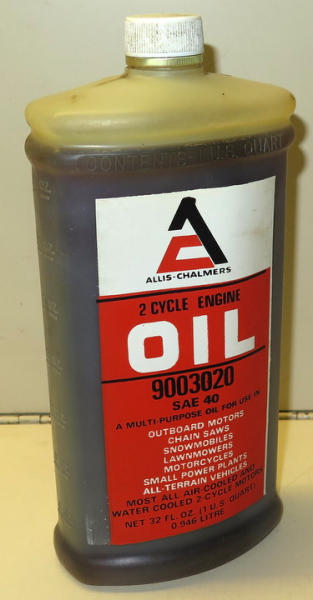 CONTENTS-1 U.S. QUART
ALLIS-CHALMERS
2 CYCLE ENGINE
OIL
9003020
SAE 40
A MULTI-PURPOSE OIL FOR USE IN
OUTBOARD MOTORS
CHAIN SAWS
SNOWMOBILES
LAWNMOWERS
MOTORCYCLES
SMALL POWER PLANTS
ALL-TERRAIN VEHICLES
MOST ALL AIR-COOLED AND
WATER COOLED 2-CYCLE MOTORS
NET 32 FL. OZ. (1 U.S. QUART)
0.946 LITRE